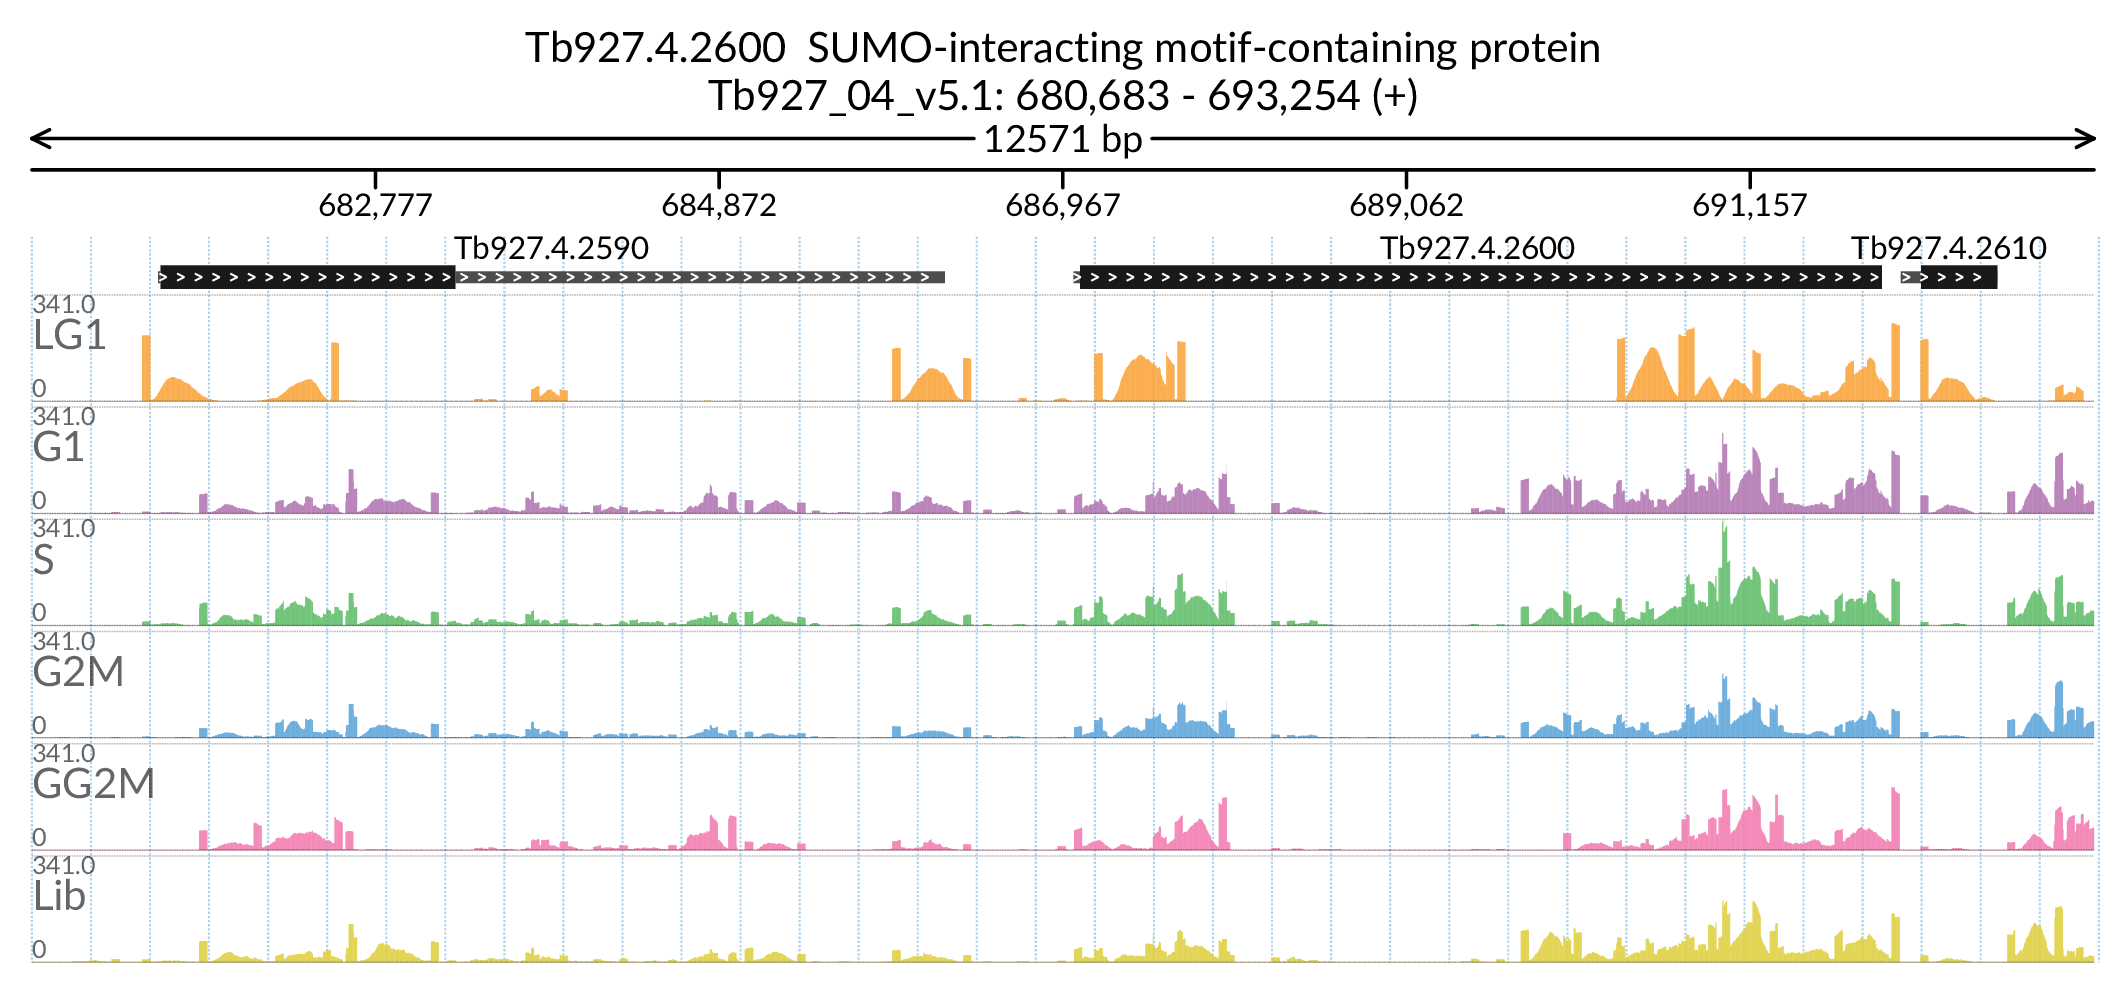 Tb927.4.2600 SUMO-interacting motif-containing protein
Tb927_04_v5.1: 680,683 - 693,254 (+)
12571 bp
682,777 684,872 686,967 689,062 691,157
Tb927.4.2590 Tb927.4.2600 Tb927.4.2610
341.0
LG1
0
341.0
G1
0
341.0
S
0
341.0
G2M
0
341.0
GG2M
0
341.0
Lib
0